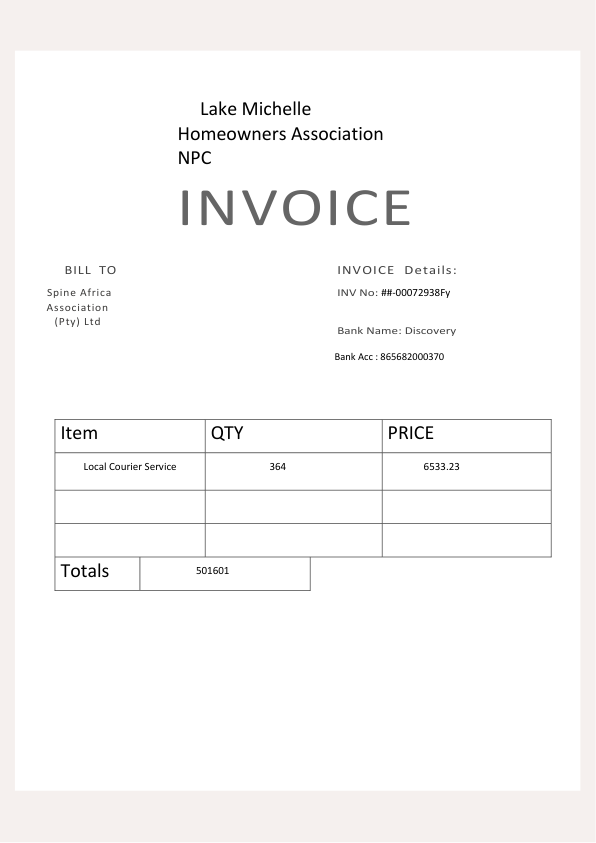 Lake Michelle
Homeowners Association
NPC
INVOICE
BILL TO
Spine Africa
Association
(Pty) Ltd
INVOICE Details:
INV No: ##-00072938Fy
Bank Name: Discovery
Bank Acc : 865682000370
Item QTY PRICE
Local Courier Service 364 6533.23
Totals 501601